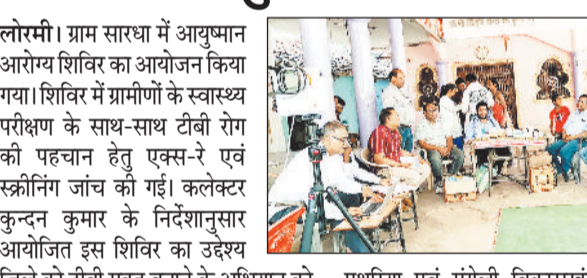 लोरमी। ग्राम सारधा में आयुष्मान
आरोग्य शिविर का आयोजन किया
गया। शिविर में ग्रामीणों के स्वास्थ्य
परीक्षण के साथ-साथ टीबी रोग
की पहचान हेतु एक्स-रे एवं
स्क्रीनिंग जांच की गई। कलेक्टर
कुन्दन कुमार के निर्देशानुसार
आयोजित इस शिविर का उद्देश्य